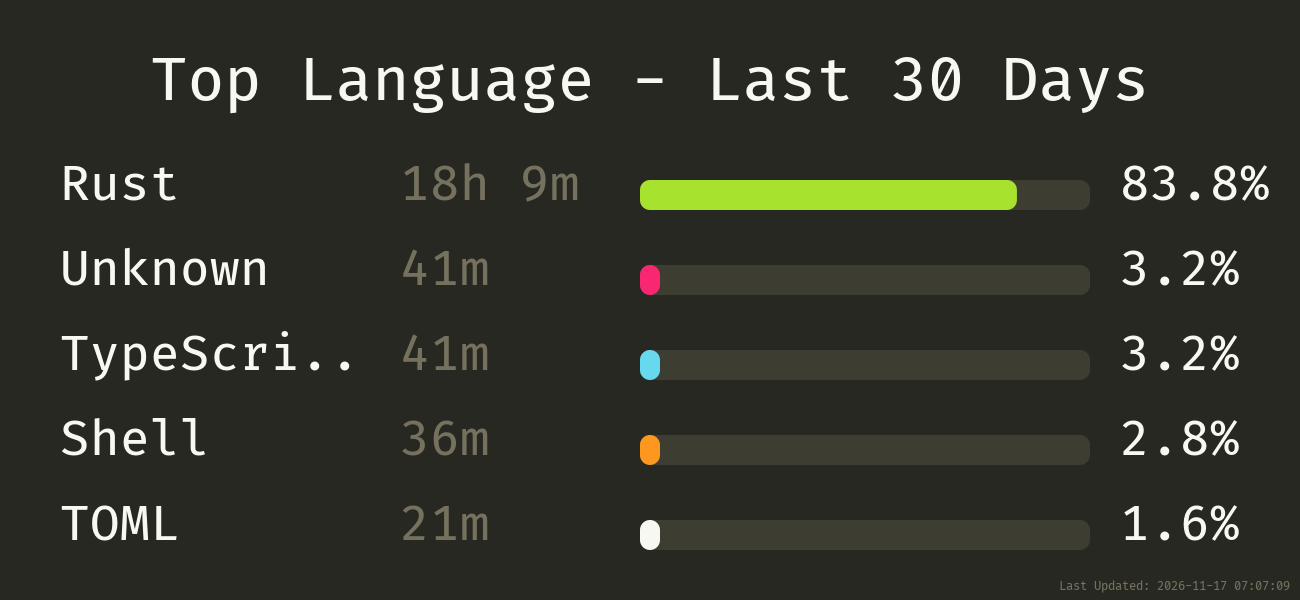 Top Language - Last 30 Days
Rust 18h 9m 83.8%
Unknown 41m 3.2%
TypeScri.. 41m 3.2%
Shell 36m 2.8%
TOML 21m 1.6%
Last Updated: 2026-11-17 07:07:09